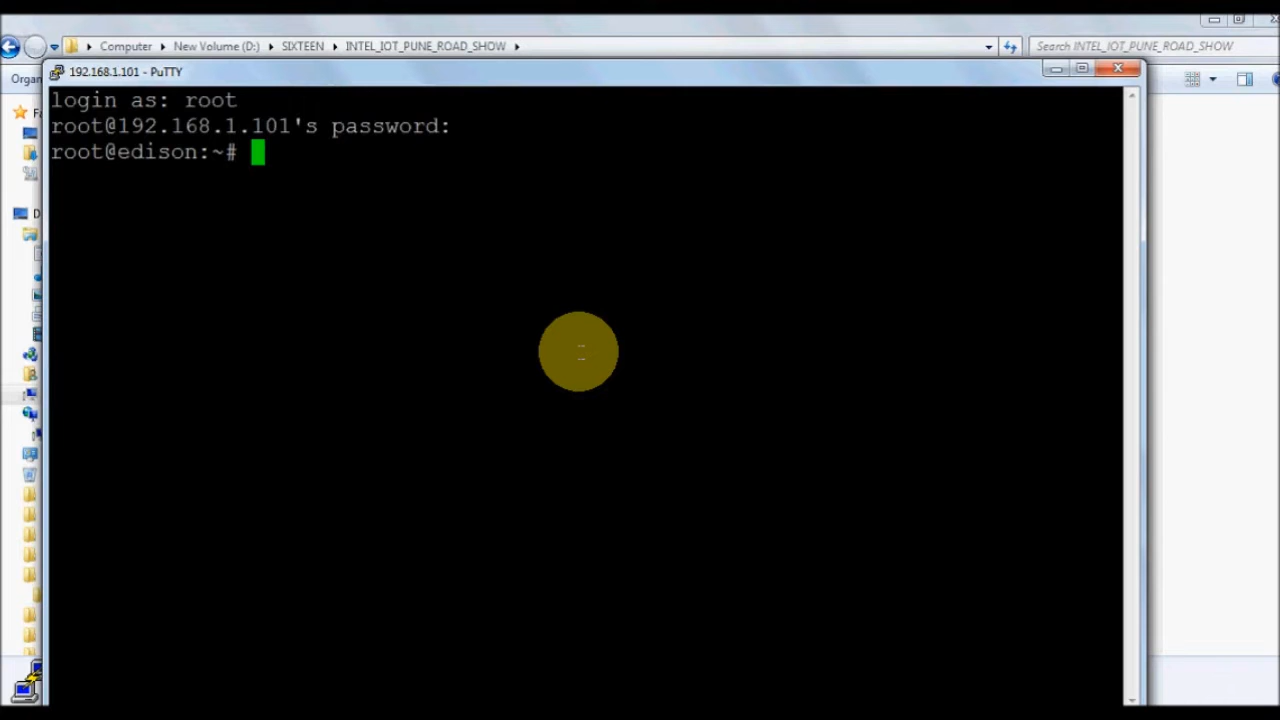 Computer New Volume (D:) SIXTEEN INTEL_IOT_PUNE_ROAD_SHOW Search INTEL_IOT_PUNE_ROAD_SHOW
192.168.1.101 - PuTTY
Organ
login as: root
root@192.168.1.101's password:
root@edison:~#